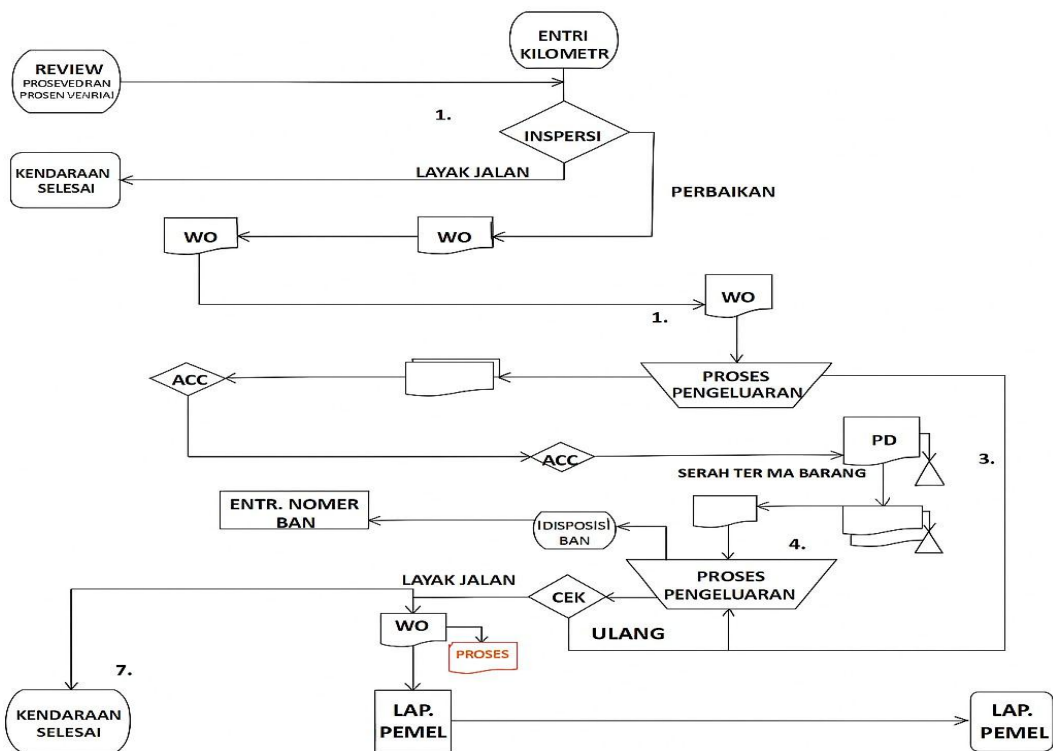 ENTRI
KILOMETR
REVIEW
PROSEVEDRAN
PROSEN VENRIAI
1.
INSPERSI
KENDARAAN
SELESAI
LAYAK JALAN
PERBAIKAN
WO
WO
WO
1.
ACC
PROSES
PENGELUARAN
PD
ACC
3.
SERAH TER MA BARANG
ENTR. NOMER
BAN
IDISPOSISI
BAN
4.
PROSES
PENGELUARAN
LAYAK JALAN
CEK
WO
ULANG
PROSES
7.
KENDARAAN
SELESAI
LAP.
PEMEL
LAP.
PEMEL